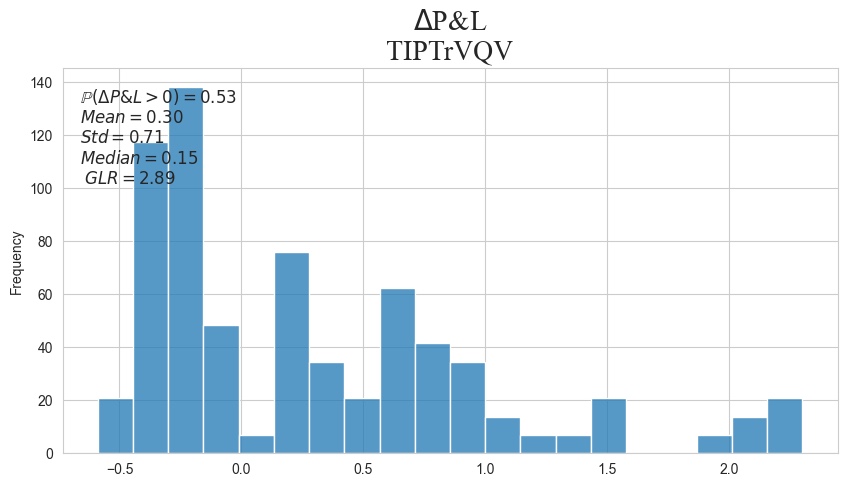 ΔP&L
TIPTrVQV
ℙ(ΔP&L > 0) = 0.53
Mean = 0.30
Std = 0.71
Median = 0.15
GLR = 2.89
Frequency
140
120
100
80
60
40
20
0
−0.5 0.0 0.5 1.0 1.5 2.0